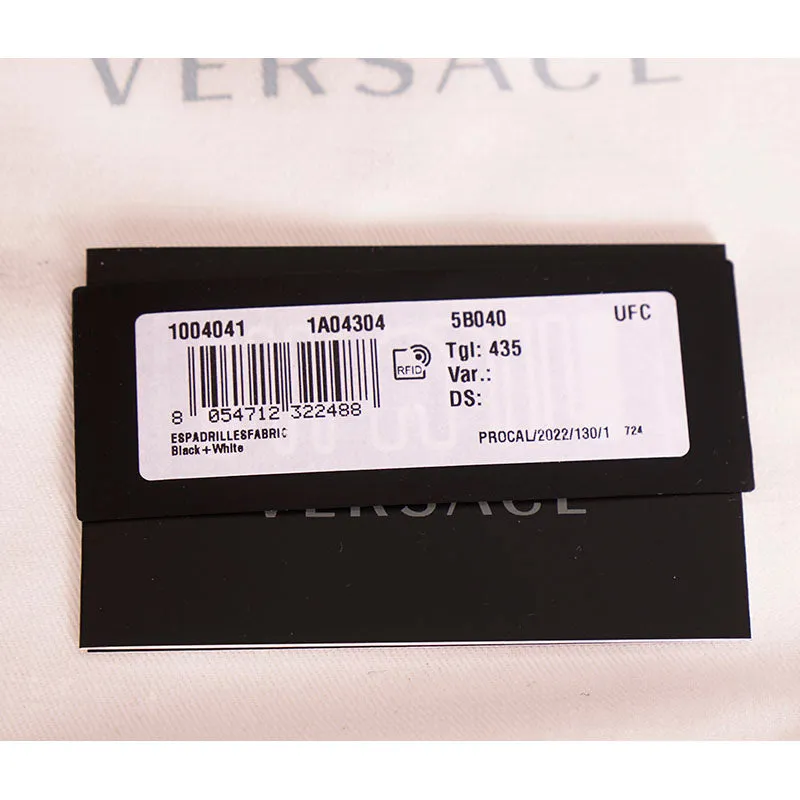 VERSACE
1004041 1A04304 5B040 UFC
RFID
Tgl: 435
Var.:
DS:
8 054712 322488
ESPADRILLESFABRIC
Black+White
PROCAL/2022/130/1 724
VERSACE